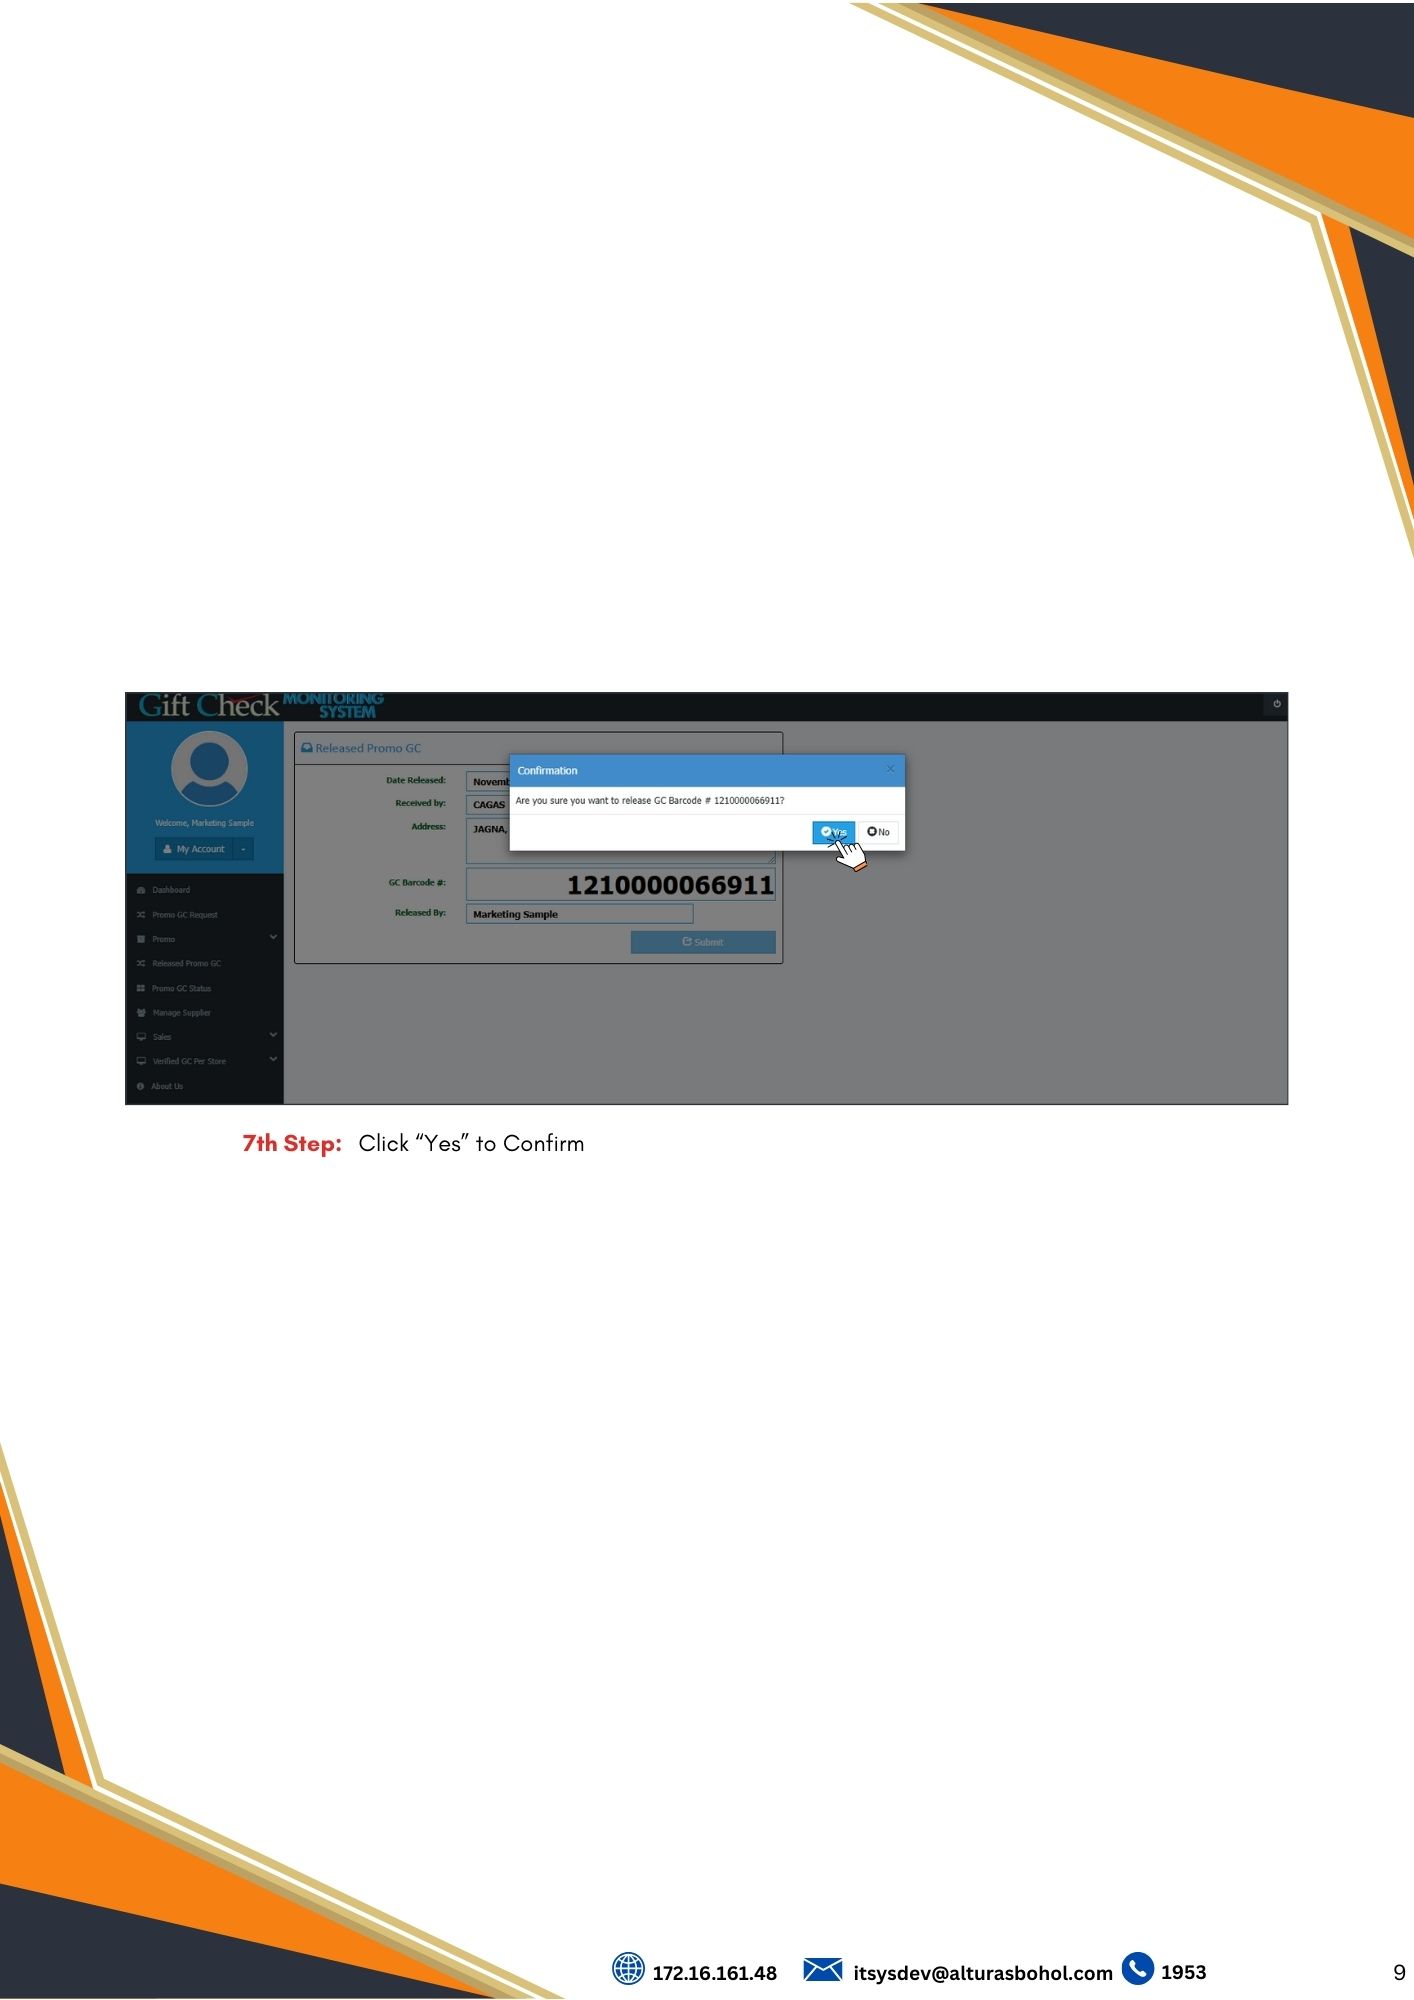 Gift Check MONITORING SYSTEM
Welcome, Marketing Sample
My Account
Dashboard
Promo GC Request
Promo
Released Promo GC
Promo GC Status
Manage Supplier
Sales
Verified GC Per Store
About Us
Released Promo GC
Date Released:
Received by: CAGAS
Address: JAGNA,
GC Barcode #: 1210000066911
Released By: Marketing Sample
Submit
Confirmation
Are you sure you want to release GC Barcode # 1210000066911?
Yes No
7th Step: Click “Yes” to Confirm
172.16.161.48 itsysdev@alturasbohol.com 1953 9